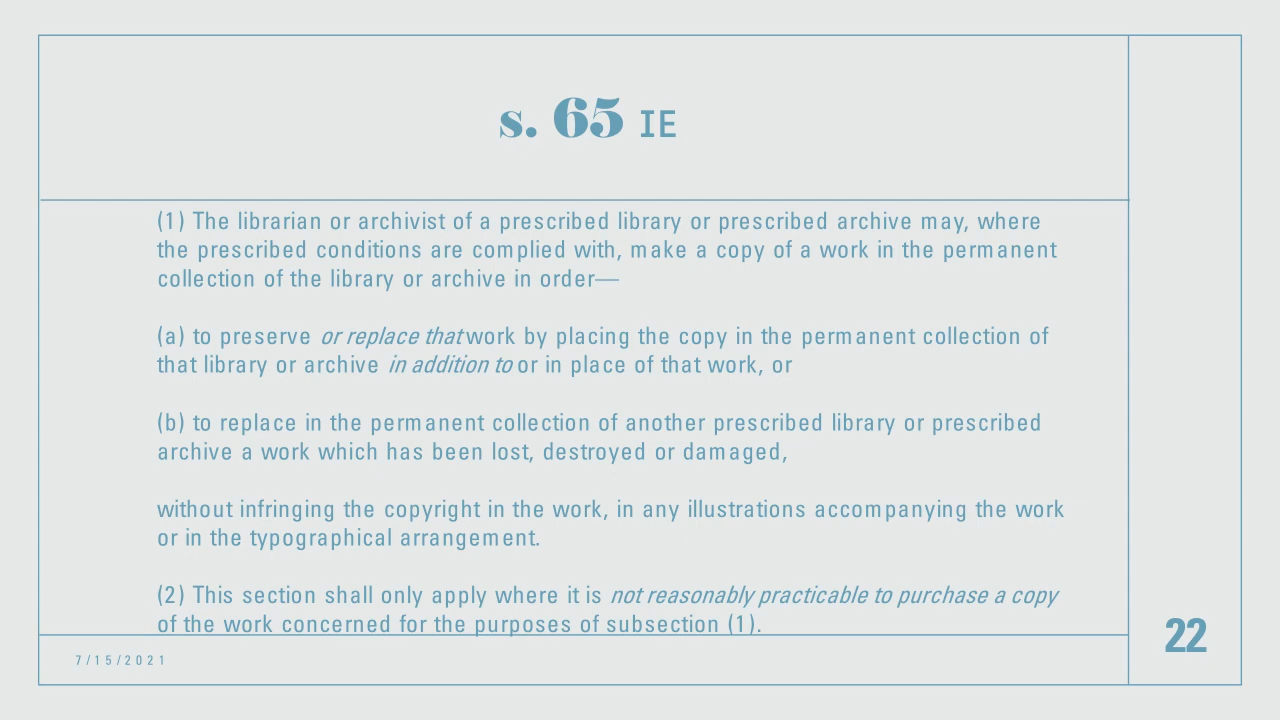 s. 65 IE
(1) The librarian or archivist of a prescribed library or prescribed archive may, where
the prescribed conditions are complied with, make a copy of a work in the permanent
collection of the library or archive in order—
(a) to preserve or replace that work by placing the copy in the permanent collection of
that library or archive in addition to or in place of that work, or
(b) to replace in the permanent collection of another prescribed library or prescribed
archive a work which has been lost, destroyed or damaged,
without infringing the copyright in the work, in any illustrations accompanying the work
or in the typographical arrangement.
(2) This section shall only apply where it is not reasonably practicable to purchase a copy
of the work concerned for the purposes of subsection (1).
7/15/2021
22